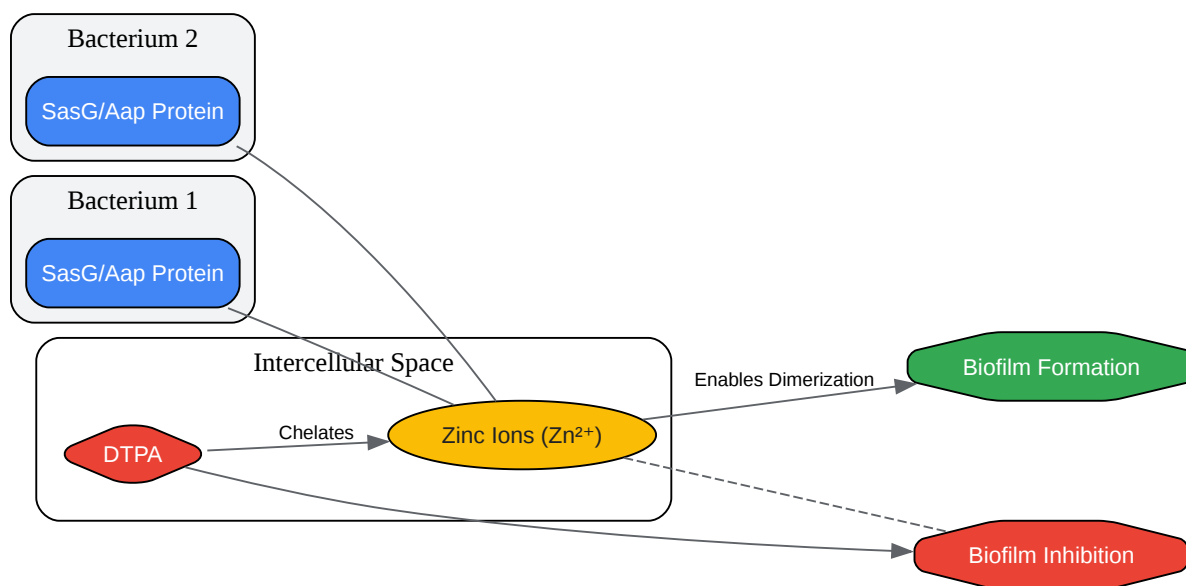 Bacterium 2
SasG/Aap Protein
Bacterium 1
SasG/Aap Protein
Intercellular Space
DTPA
Chelates
Zinc Ions (Zn²⁺)
Enables Dimerization
Biofilm Formation
Biofilm Inhibition